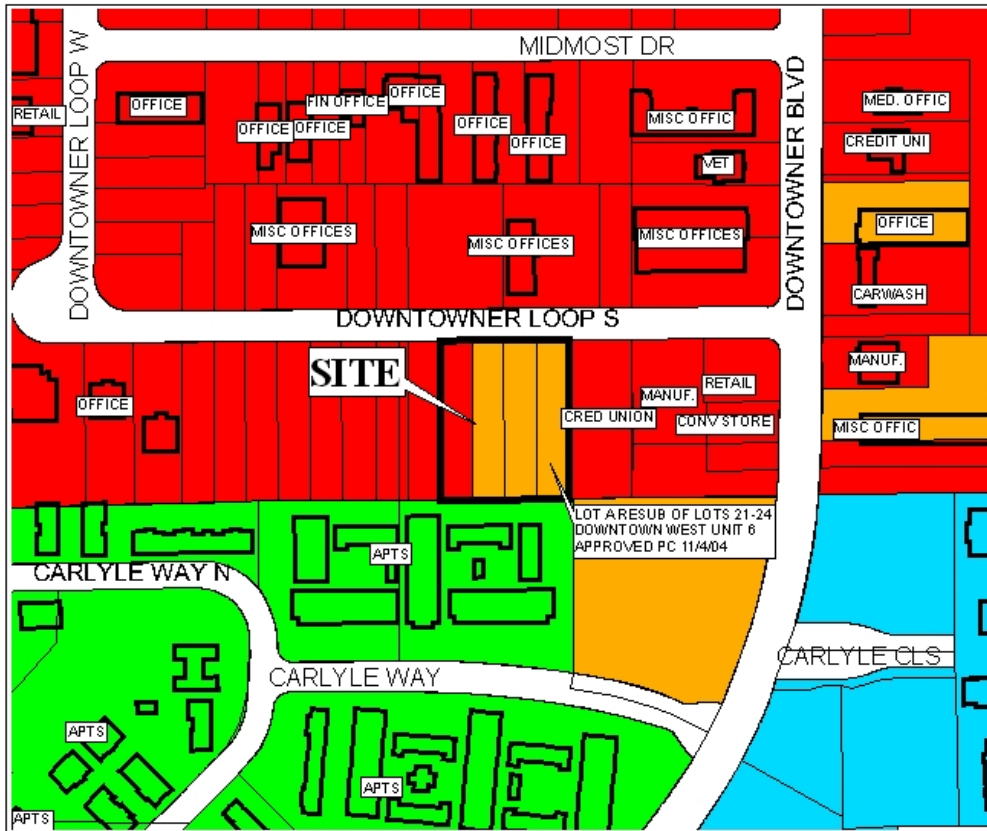 MIDMOST DR
DOWNTOWNER LOOP W
DOWNTOWNER BLVD
RETAIL
OFFICE
FIN OFFICE
OFFICE
OFFICE
OFFICE
OFFICE
OFFICE
MISC OFFIC
VET
MED. OFFIC
CREDIT UNI
MISC OFFICES
MISC OFFICES
MISC OFFICES
OFFICE
CARWASH
DOWNTOWNER LOOP S
SITE
OFFICE
CRED UNION
MANUF.
RETAIL
CONV STORE
MANUF.
MISC OFFIC
LOT A RESUB OF LOTS 21-24
DOWNTOWN WEST UNIT 6
APPROVED PC 11/4/04
APTS
CARLYLE WAY N
CARLYLE WAY
CARLYLE CLS
APTS
APTS
APTS